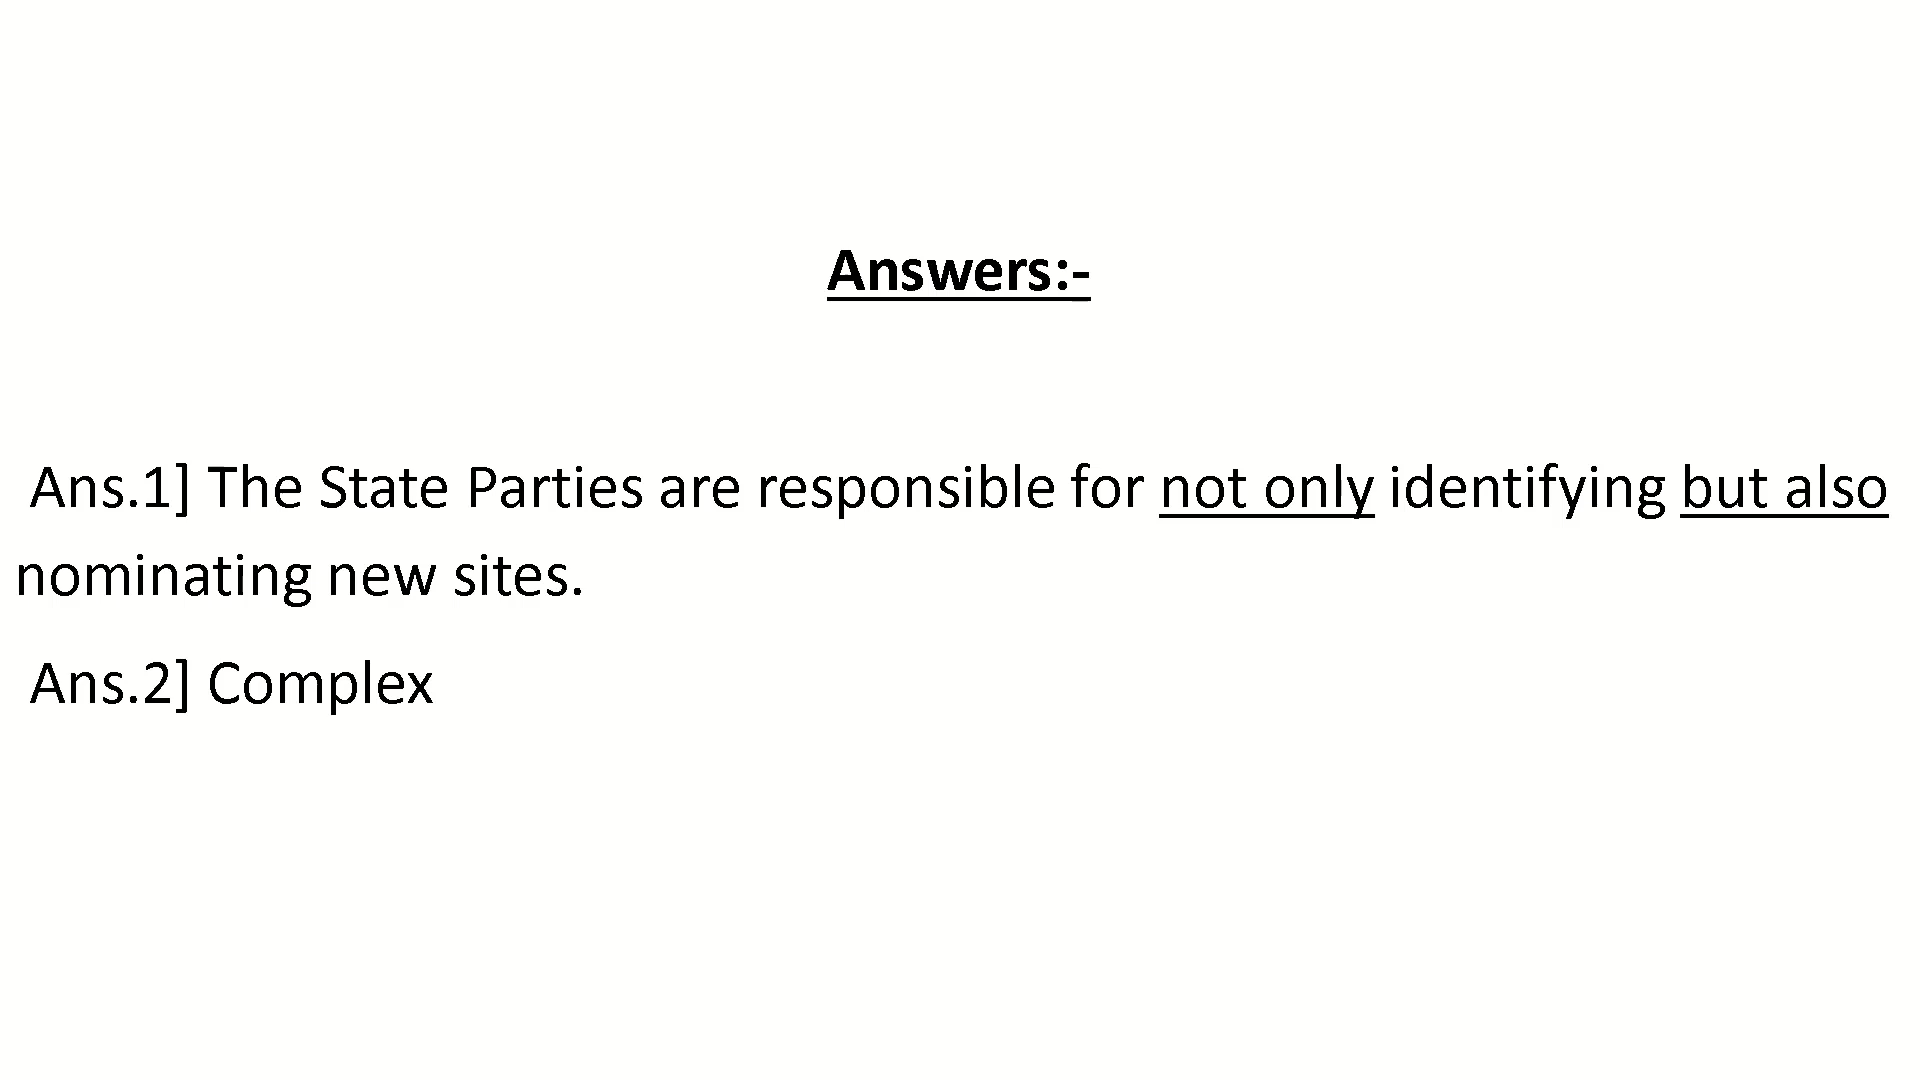 Answers:-
Ans.1] The State Parties are responsible for not only identifying but also
nominating new sites.
Ans.2] Complex